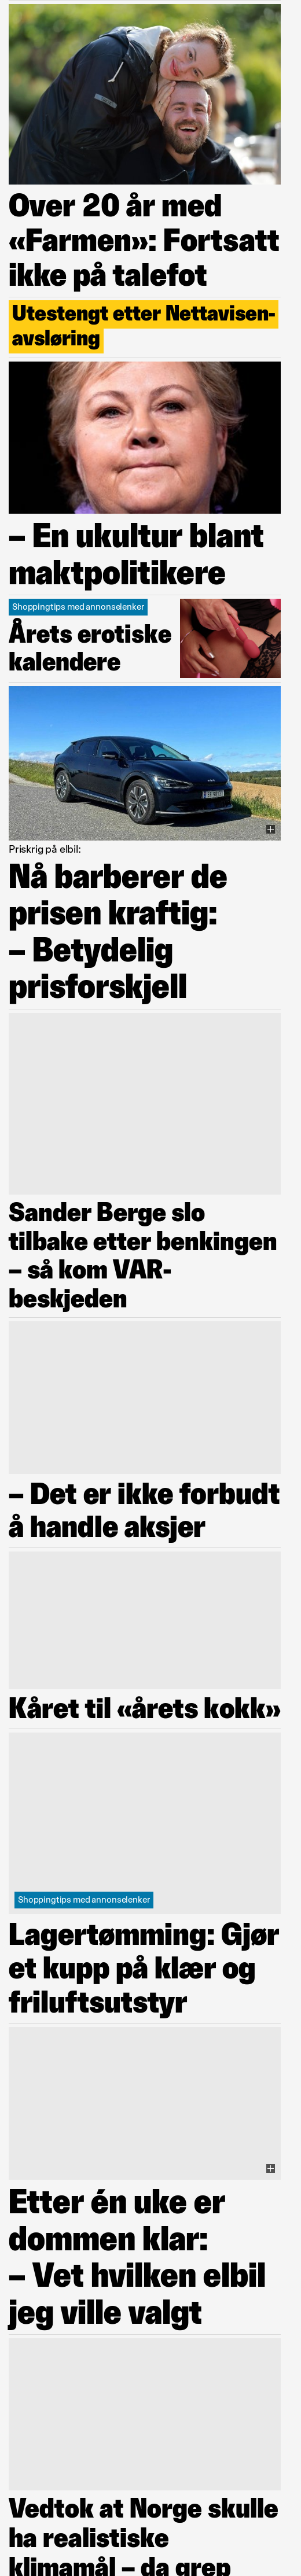 Over 20 år med
«Farmen»: Fortsatt
ikke på talefot
Utestengt etter Nettavisen-
avsløring
– En ukultur blant
maktpolitikere
Shoppingtips med annonselenker
Årets erotiske
kalendere
Priskrig på elbil:
Nå barberer de
prisen kraftig:
– Betydelig
prisforskjell
Sander Berge slo
tilbake etter benkingen
– så kom VAR-
beskjeden
– Det er ikke forbudt
å handle aksjer
Kåret til «årets kokk»
Shoppingtips med annonselenker
Lagertømming: Gjør
et kupp på klær og
friluftsutstyr
Etter én uke er
dommen klar:
– Vet hvilken elbil
jeg ville valgt
Vedtok at Norge skulle
ha realistiske
klimamål – da grep